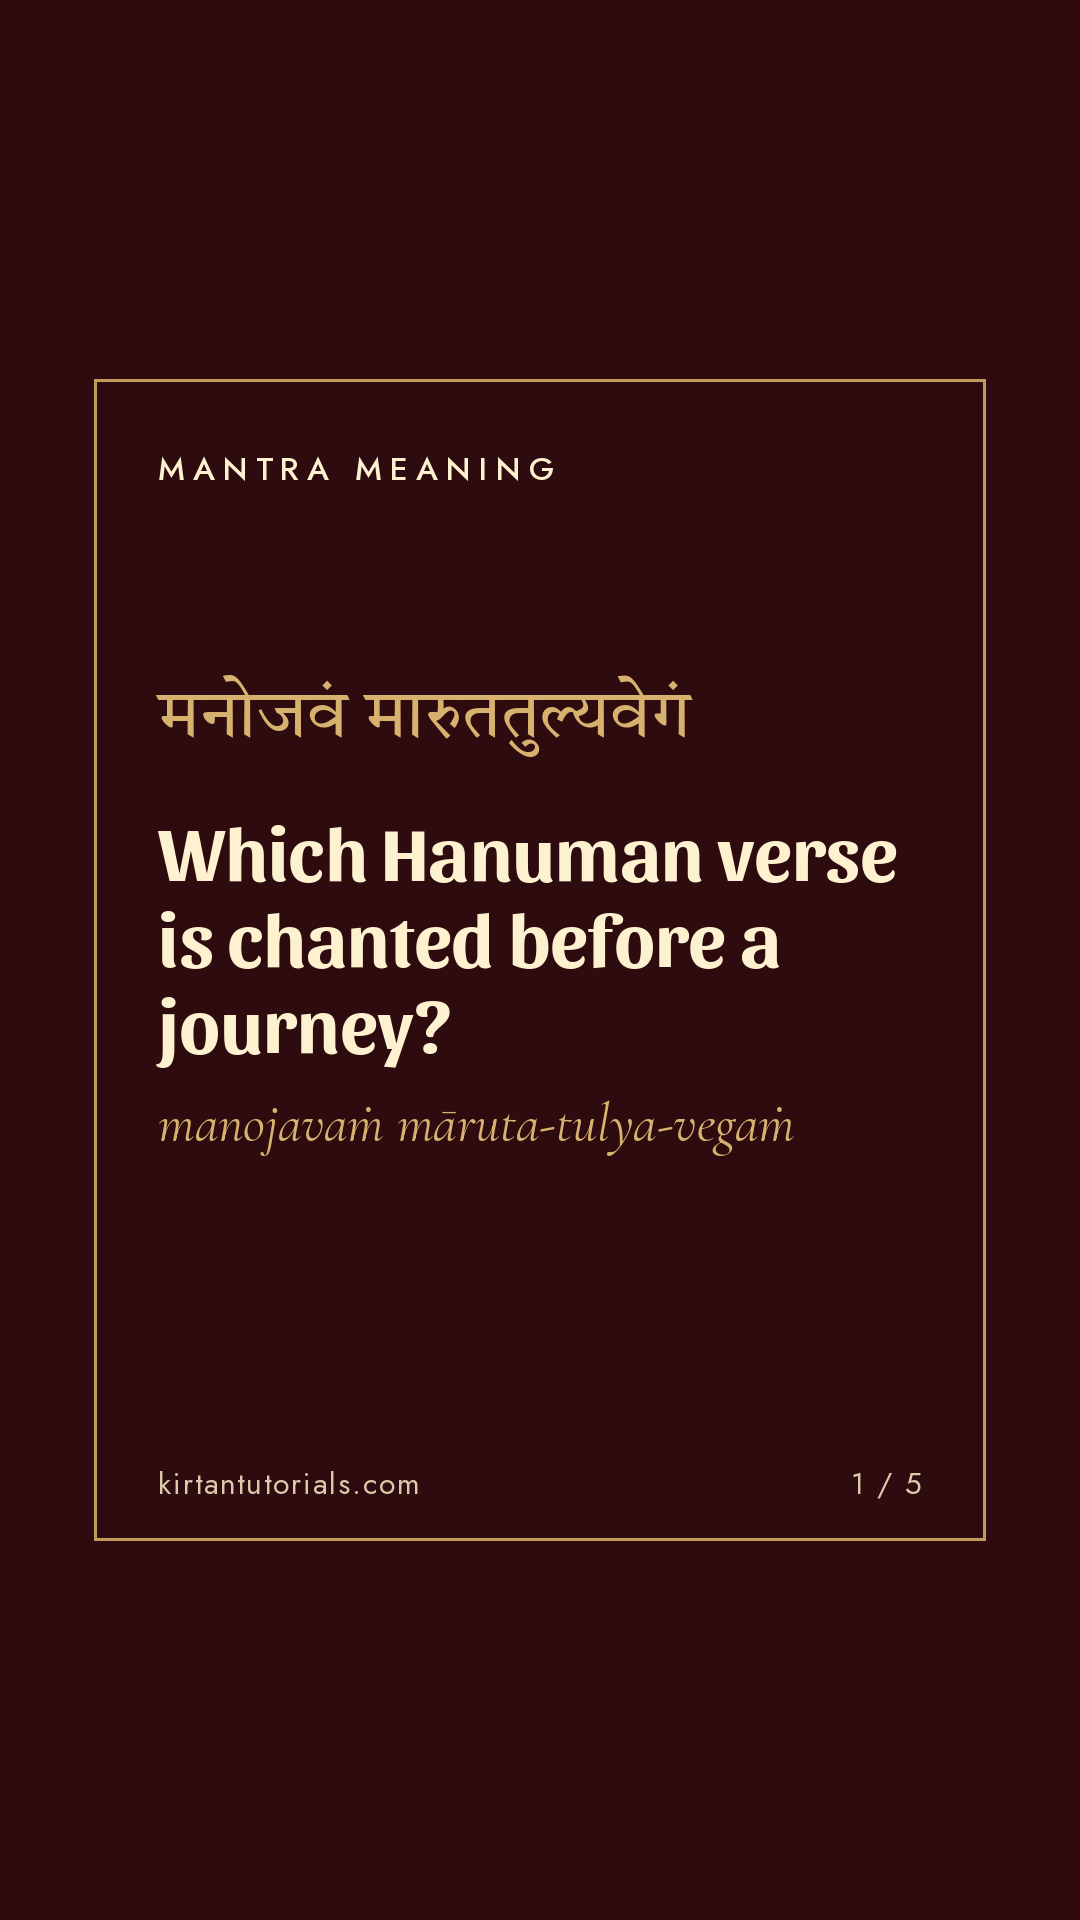 MANTRA MEANING
मनोजवं मारुततुल्यवेगं
Which Hanuman verse
is chanted before a
journey?
manojavaṁ māruta-tulya-vegaṁ
kirtantutorials.com
1 / 5